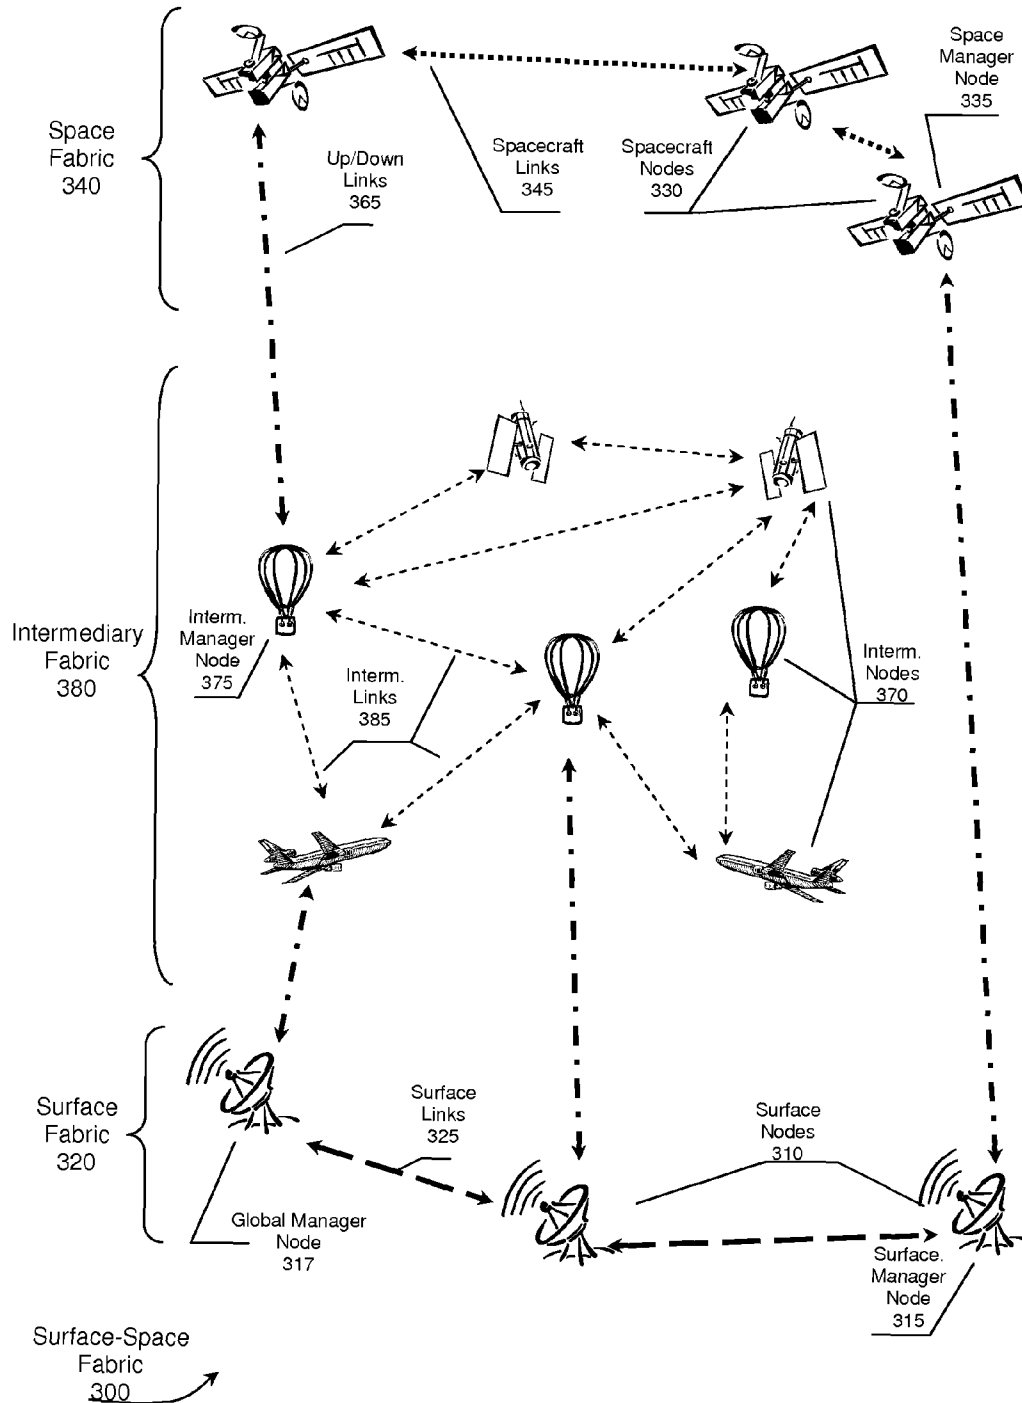 Space
Manager
Node
335
Space
Fabric
340
Up/Down
Links
365
Spacecraft
Links
345
Spacecraft
Nodes
330
Interm.
Manager
Node
375
Intermediary
Fabric
380
Interm.
Links
385
Interm.
Nodes
370
Surface
Fabric
320
Surface
Links
325
Surface
Nodes
310
Global Manager
Node
317
Surface.
Manager
Node
315
Surface-Space
Fabric
300